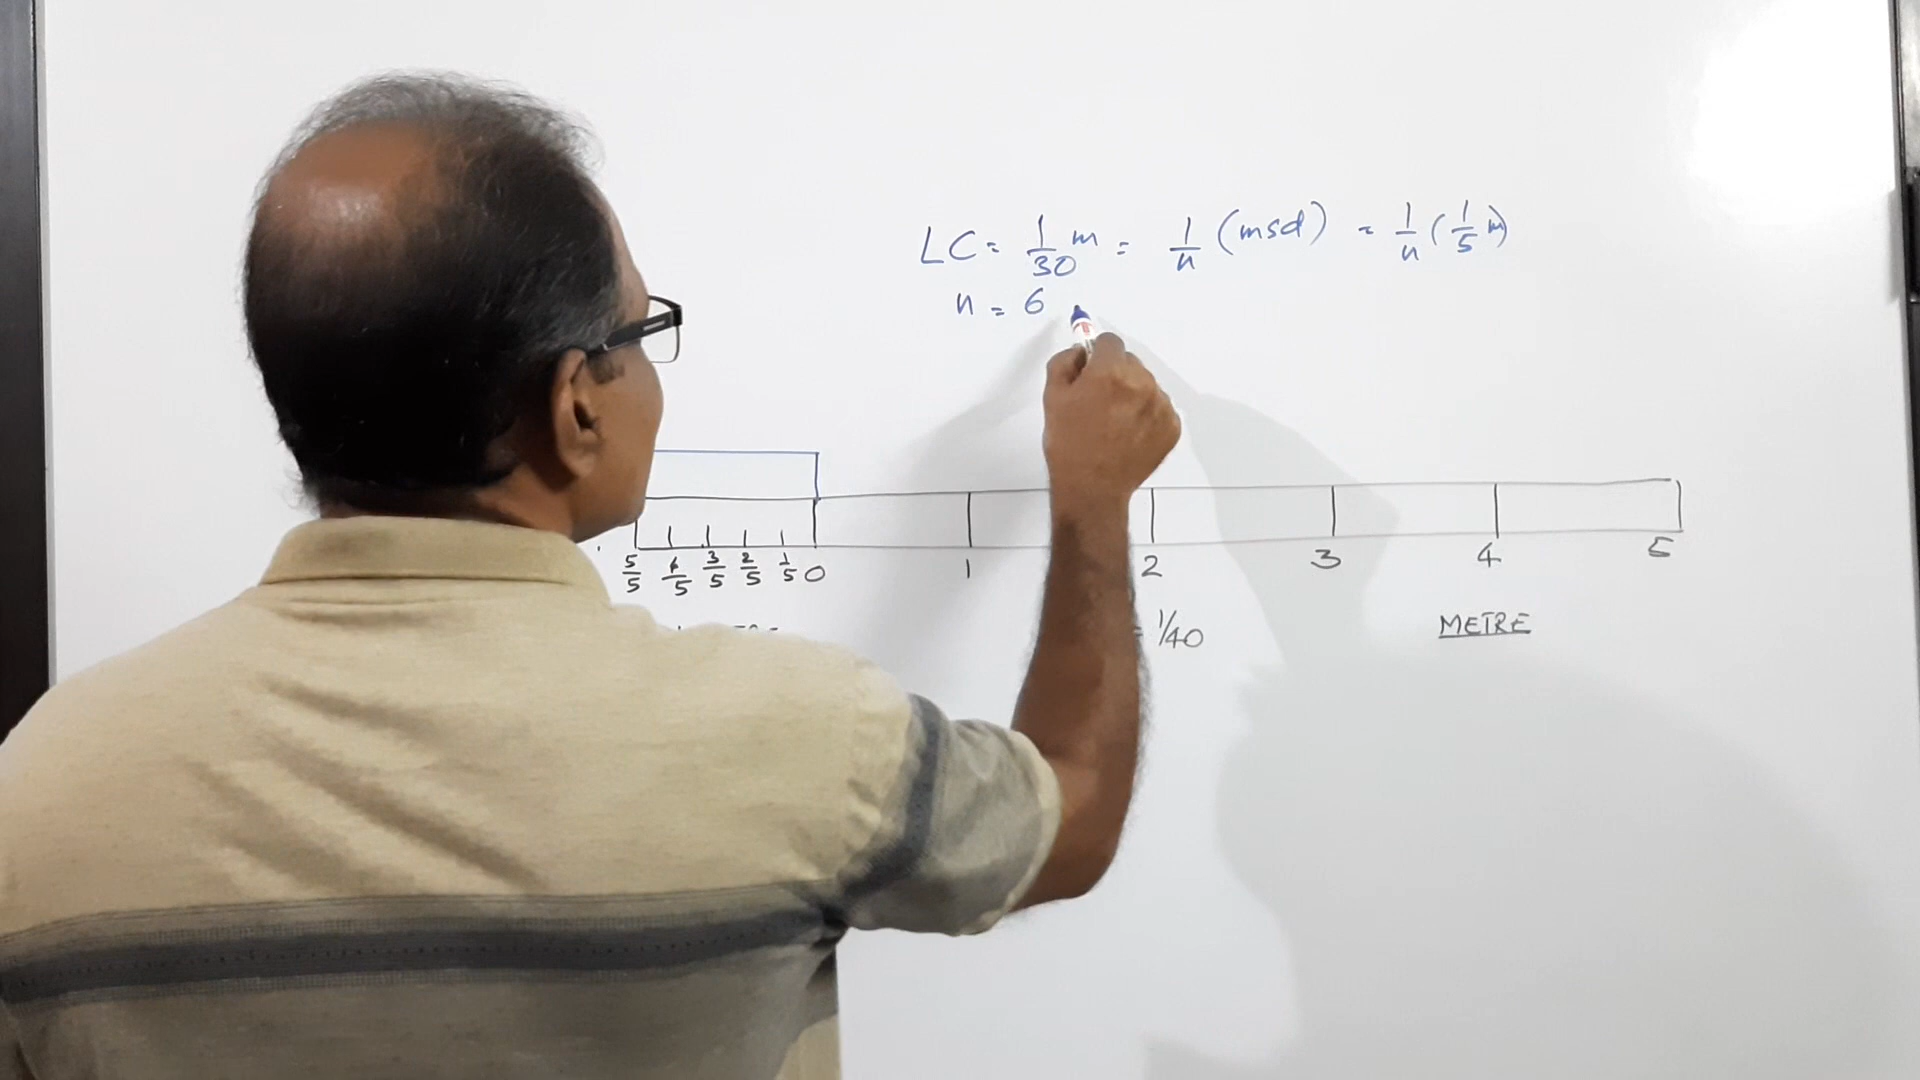 LC = 1/30 m = 1/n (msd) = 1/n (1/5 m)
n = 6
5/5 4/5 3/5 2/5 1/5 0 1 2 3 4 5
= 1/40 METRE